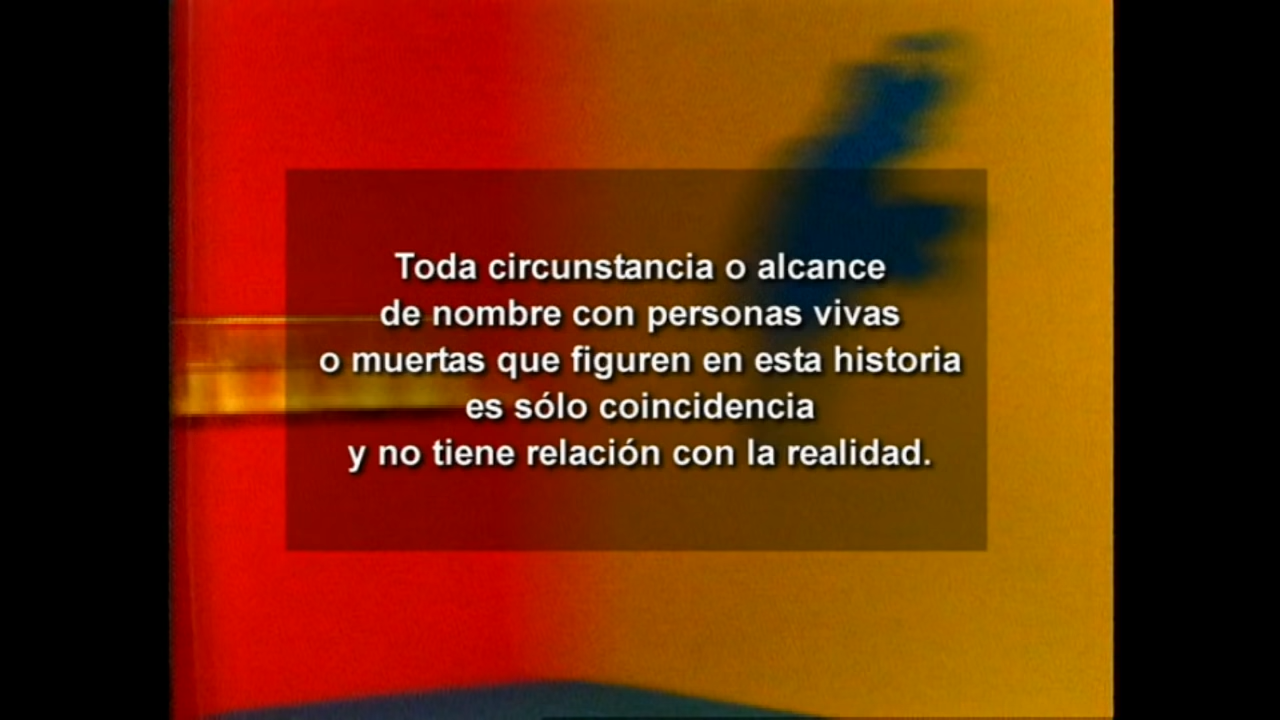 Toda circunstancia o alcance
de nombre con personas vivas
o muertas que figuren en esta historia
es sólo coincidencia
y no tiene relación con la realidad.